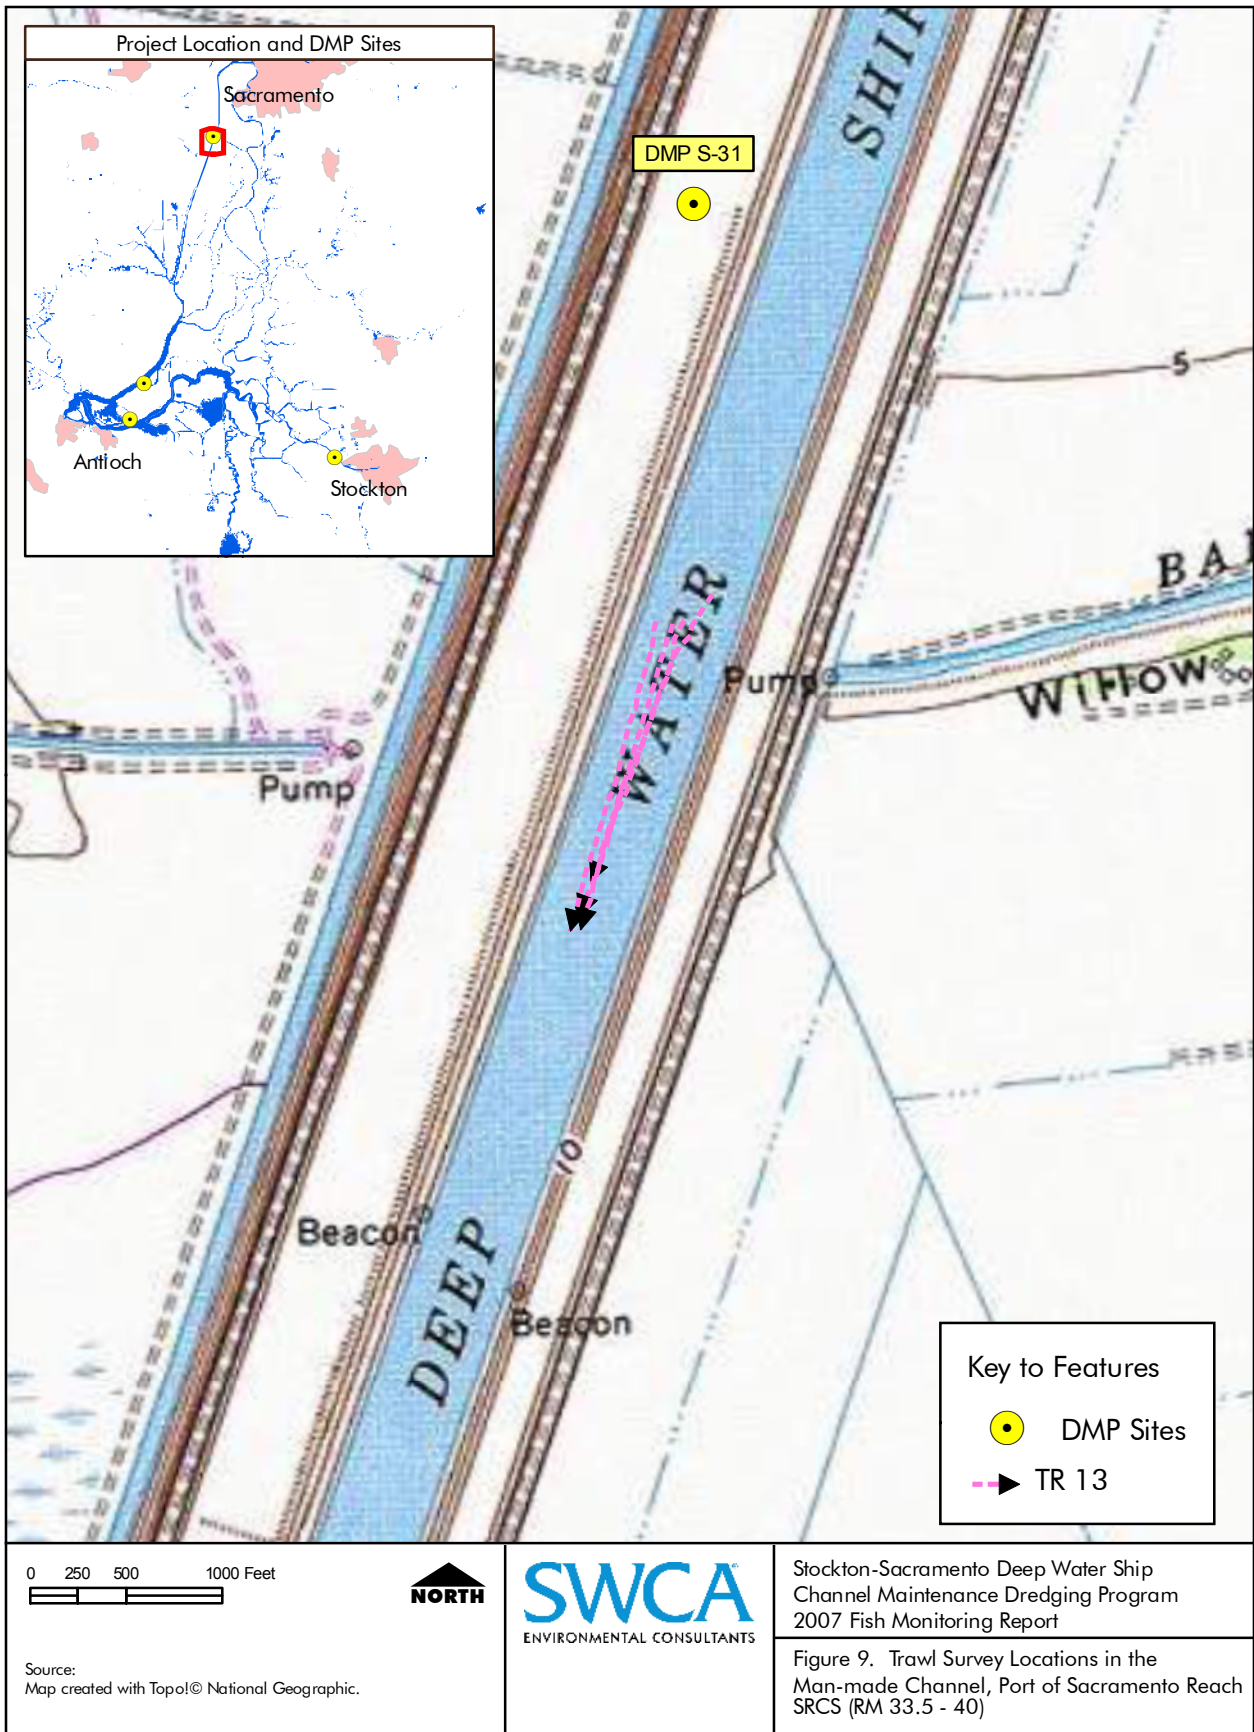 Project Location and DMP Sites
Sacramento
Antioch
Stockton
SHIP
DMP S-31
5
WATER
Pump
Willow
Pump
10
Beacon
DEEP
Beacon
Key to Features
DMP Sites
TR 13
0 250 500 1000 Feet
NORTH
SWCA
ENVIRONMENTAL CONSULTANTS
Source:
Map created with Topo!© National Geographic.
Stockton-Sacramento Deep Water Ship
Channel Maintenance Dredging Program
2007 Fish Monitoring Report
Figure 9. Trawl Survey Locations in the
Man-made Channel, Port of Sacramento Reach
SRCS (RM 33.5 - 40)